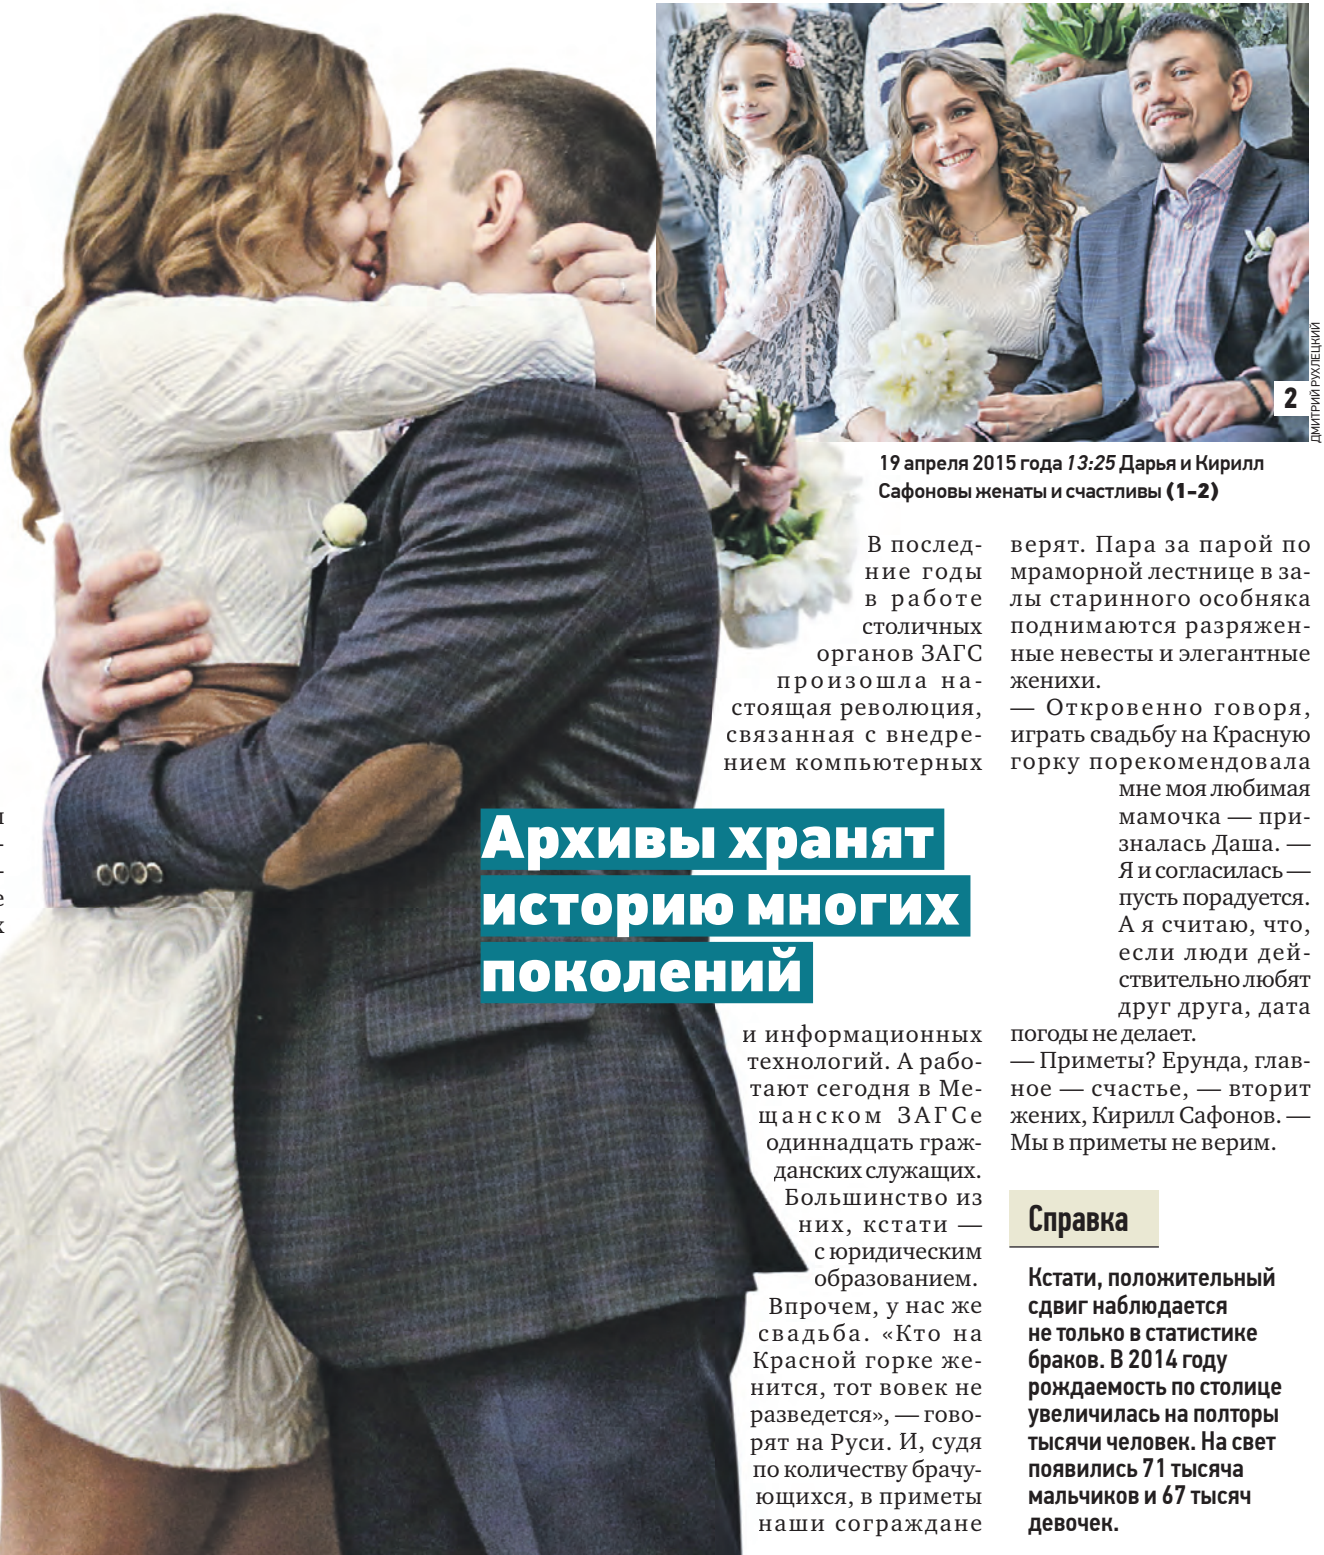 2
ДМИТРИЙ РУХЛЕЦКИЙ
19 апреля 2015 года 13:25 Дарья и Кирилл
Сафоновы женаты и счастливы (1–2)
В послед-
ние годы
в работе
столичных
органов ЗАГС
произошла на-
стоящая революция,
связанная с внедре-
нием компьютерных
Архивы хранят
историю многих
поколений
и информационных
технологий. А рабо-
тают сегодня в Ме-
щанском ЗАГСе
одиннадцать граж-
данских служащих.
Большинство из
них, кстати —
с юридическим
образованием.
Впрочем, у нас же
свадьба. «Кто на
Красной горке же-
нится, тот вовек не
разведется», — гово-
рят на Руси. И, судя
по количеству брачу-
ющихся, в приметы
наши сограждане
верят. Пара за парой по
мраморной лестнице в за-
лы старинного особняка
поднимаются разряжен-
ные невесты и элегантные
женихи.
— Откровенно говоря,
играть свадьбу на Красную
горку порекомендовала
мне моя любимая
мамочка — при-
зналась Даша. —
Я и согласилась —
пусть порадуется.
А я считаю, что,
если люди дей-
ствительно любят
друг друга, дата
погоды не делает.
— Приметы? Ерунда, глав-
ное — счастье, — вторит
жених, Кирилл Сафонов. —
Мы в приметы не верим.
Справка
Кстати, положительный
сдвиг наблюдается
не только в статистике
браков. В 2014 году
рождаемость по столице
увеличилась на полторы
тысячи человек. На свет
появились 71 тысяча
мальчиков и 67 тысяч
девочек.